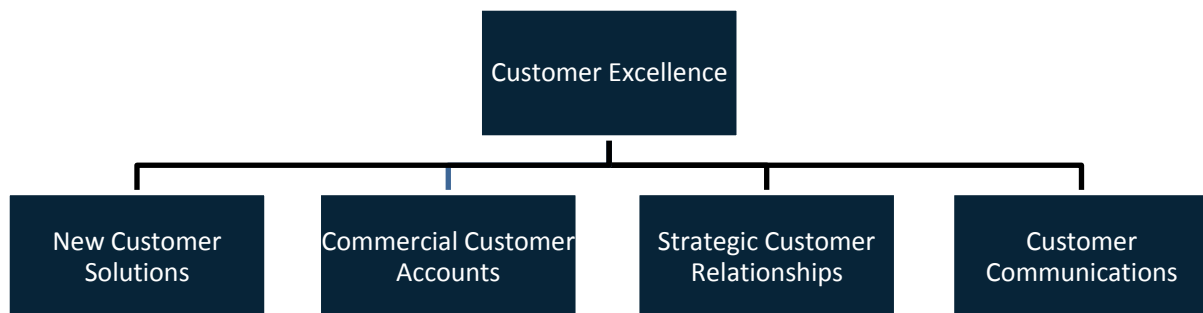 Customer Excellence
New Customer
Solutions
Commercial Customer
Accounts
Strategic Customer
Relationships
Customer
Communications